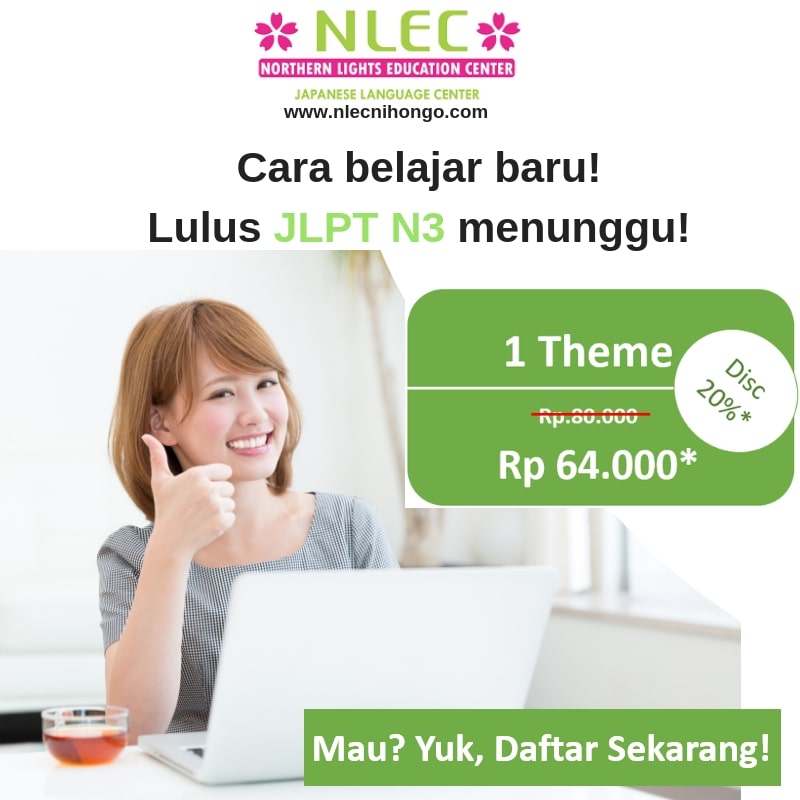 NLEC
NORTHERN LIGHTS EDUCATION CENTER
JAPANESE LANGUAGE CENTER
www.nlecnihongo.com
Cara belajar baru!
Lulus JLPT N3 menunggu!
1 Theme
Disc
20%*
Rp.80.000
Rp 64.000*
Mau? Yuk, Daftar Sekarang!